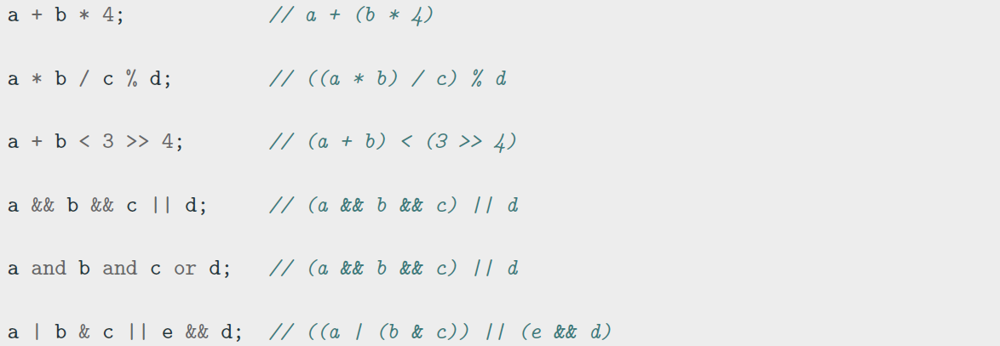 a + b * 4;            // a + (b * 4)
a * b / c % d;        // ((a * b) / c) % d
a + b < 3 >> 4;       // (a + b) < (3 >> 4)
a && b && c || d;     // (a && b && c) || d
a and b and c or d;   // (a && b && c) || d
a | b & c || e && d;  // ((a | (b & c)) || (e && d)